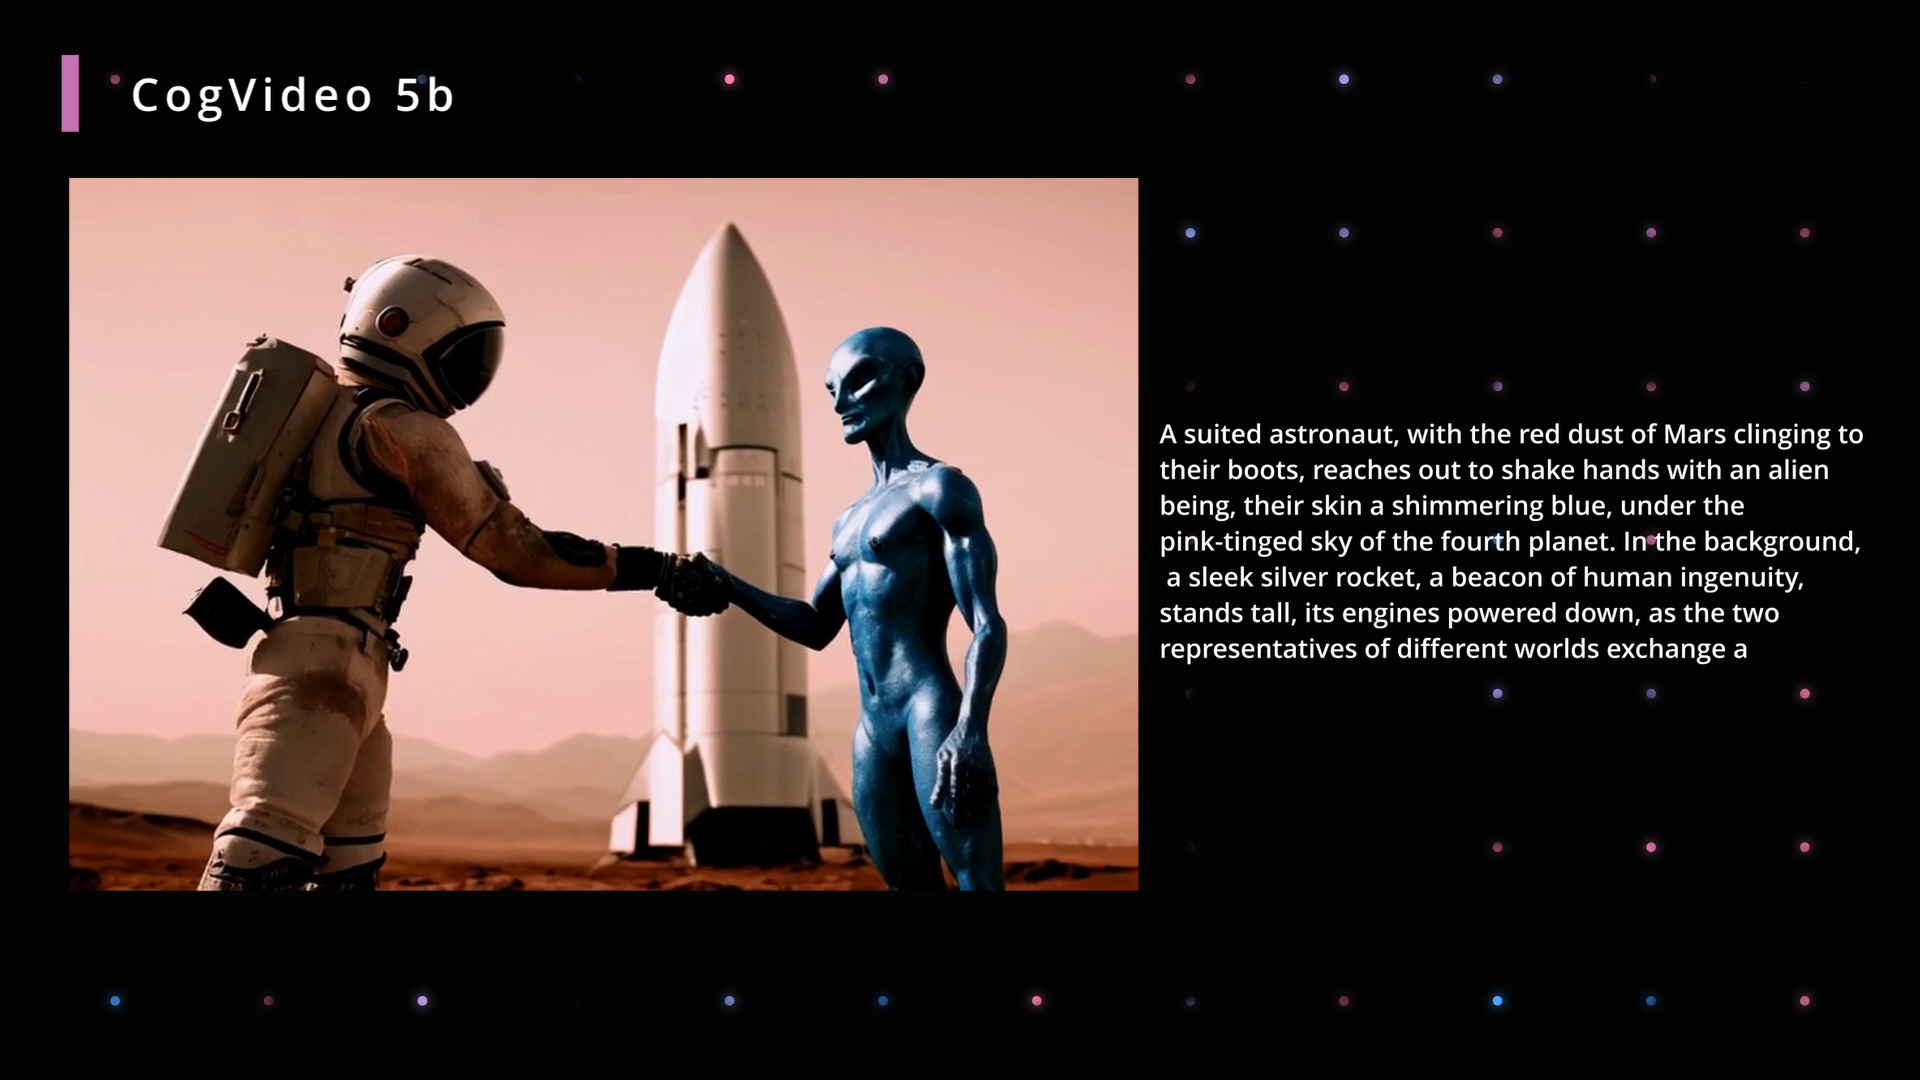 CogVideo 5b
A suited astronaut, with the red dust of Mars clinging to
their boots, reaches out to shake hands with an alien
being, their skin a shimmering blue, under the
pink-tinged sky of the fourth planet. In the background,
a sleek silver rocket, a beacon of human ingenuity,
stands tall, its engines powered down, as the two
representatives of different worlds exchange a